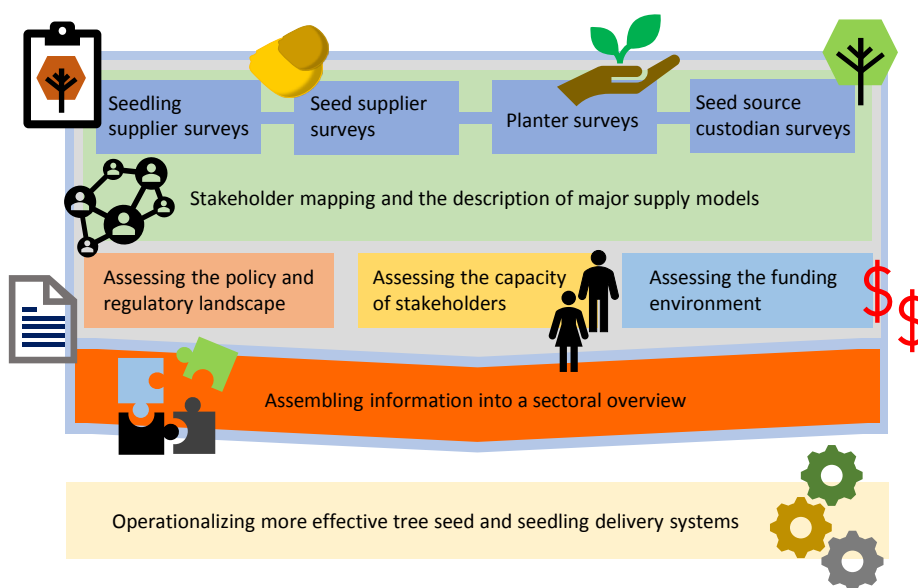 Seedling
supplier surveys
Seed supplier
surveys
Planter surveys
Seed source
custodian surveys
Stakeholder mapping and the description of major supply models
Assessing the policy and
regulatory landscape
Assessing the capacity
of stakeholders
Assessing the funding
environment
$
$
Assembling information into a sectoral overview
Operationalizing more effective tree seed and seedling delivery systems